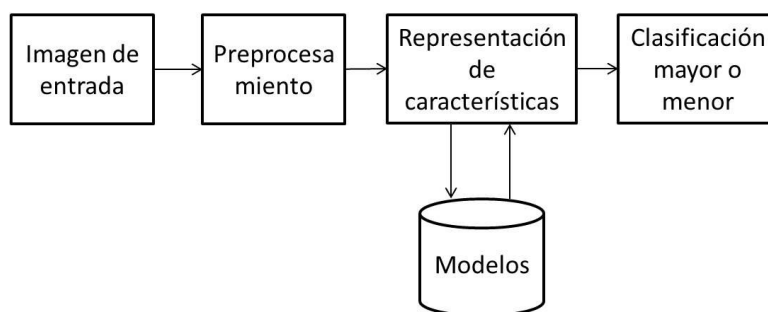 Imagen de
entrada
Preprocesa
miento
Representación
de
características
Clasificación
mayor o
menor
Modelos